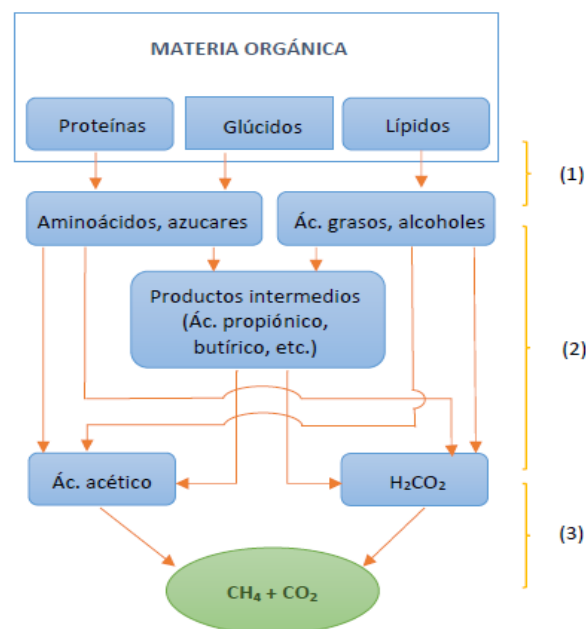 MATERIA ORGÁNICA
Proteínas
Glúcidos
Lípidos
(1)
Aminoácidos, azucares
Ác. grasos, alcoholes
Productos intermedios
(Ác. propiónico,
butírico, etc.)
(2)
Ác. acético
H₂CO₂
(3)
CH₄ + CO₂